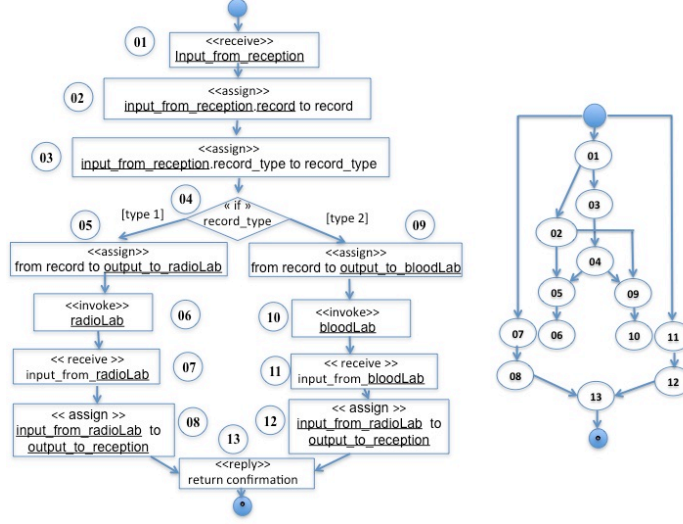 01
<<receive>>
Input_from_reception
02
<<assign>>
input_from_reception.record to record
03
<<assign>>
input_from_reception.record_type to record_type
04
« if »
record_type
[type 1]
[type 2]
05
<<assign>>
from record to output_to_radioLab
09
<<assign>>
from record to output_to_bloodLab
<<invoke>>
radioLab
06
10
<<invoke>>
bloodLab
<< receive >>
input_from_radioLab
07
11
<< receive >>
input_from_bloodLab
<< assign >>
input_from_radioLab to
output_to_reception
08
12
<< assign >>
input_from_radioLab to
output_to_reception
13
<<reply>>
return confirmation
01
03
02
04
05
09
07
06
10
11
08
12
13